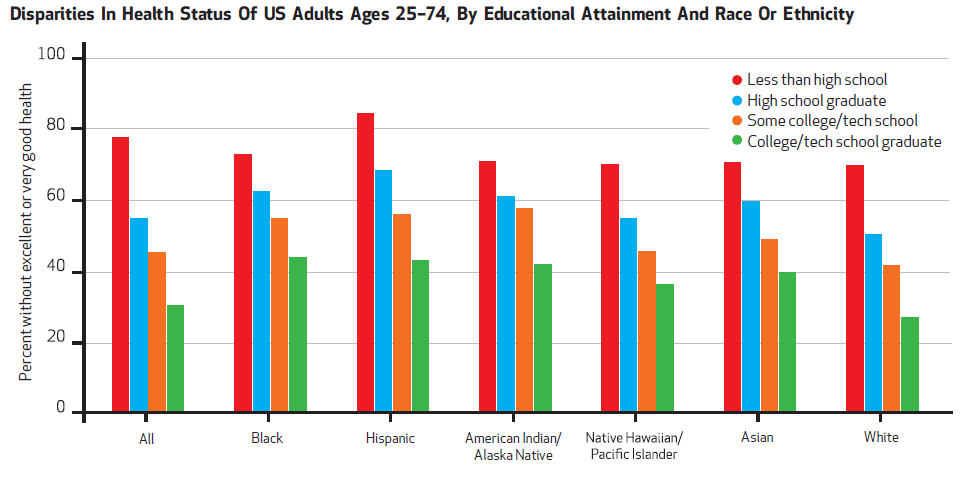 Disparities In Health Status Of US Adults Ages 25–74, By Educational Attainment And Race Or Ethnicity
Percent without excellent or very good health
100
80
60
40
20
0
Less than high school
High school graduate
Some college/tech school
College/tech school graduate
All
Black
Hispanic
American Indian/
Alaska Native
Native Hawaiian/
Pacific Islander
Asian
White